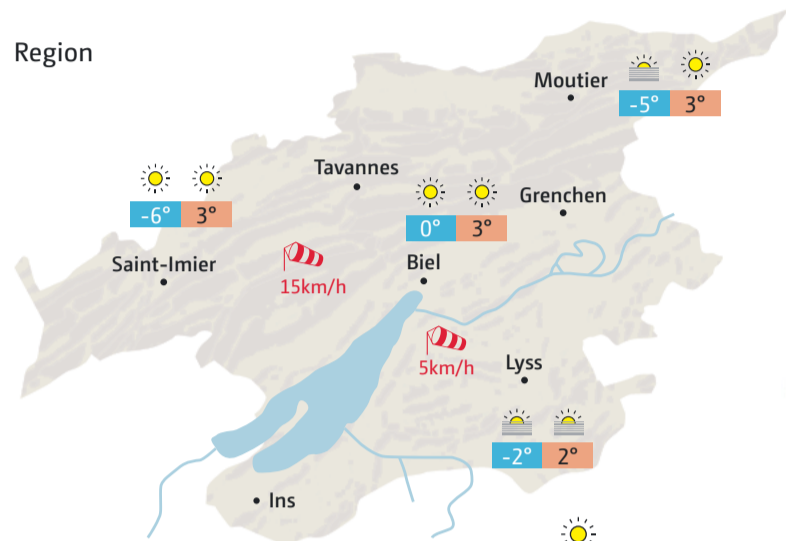 Region
Moutier
-5° 3°
Tavannes
Grenchen
-6° 3°
0° 3°
Saint-Imier
Biel
15km/h
5km/h
Lyss
-2° 2°
Ins